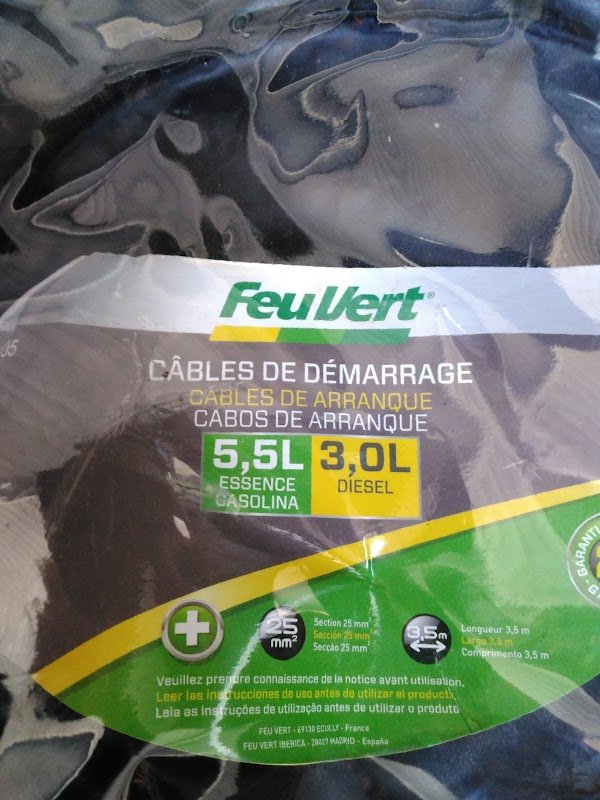 Feu Vert®
05
CÂBLES DE DÉMARRAGE
CABLES DE ARRANQUE
CABOS DE ARRANQUE
5,5L 3,0L
ESSENCE DIESEL
GASOLINA
GARANTI
25 mm² Section 25 mm²
Sección 25 mm²
Secção 25 mm²
3,5m Longueur 3,5 m
Largo 3,5 m
Comprimento 3,5 m
Veuillez prendre connaissance de la notice avant utilisation.
Leer las instrucciones de uso antes de utilizar el producto.
Leia as instruções de utilização antes de utilizar o produto
FEU VERT - 69130 ECULLY - France
FEU VERT IBERICA - 28027 MADRID - España